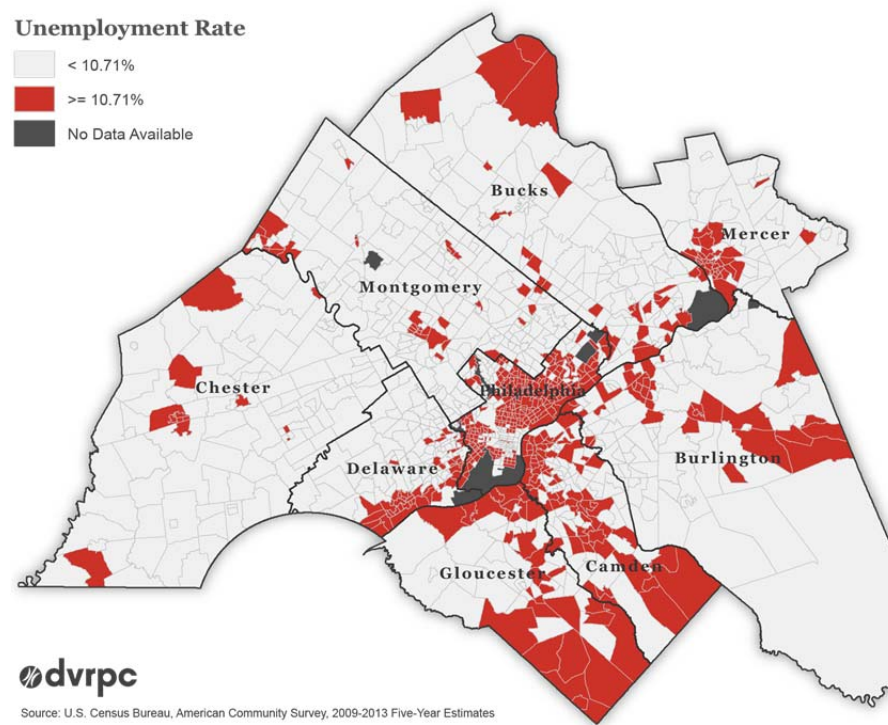 Unemployment Rate
< 10.71%
>= 10.71%
No Data Available
Bucks
Mercer
Montgomery
Chester
Philadelphia
Delaware
Burlington
Gloucester
Camden
dvrpc
Source: U.S. Census Bureau, American Community Survey, 2009-2013 Five-Year Estimates